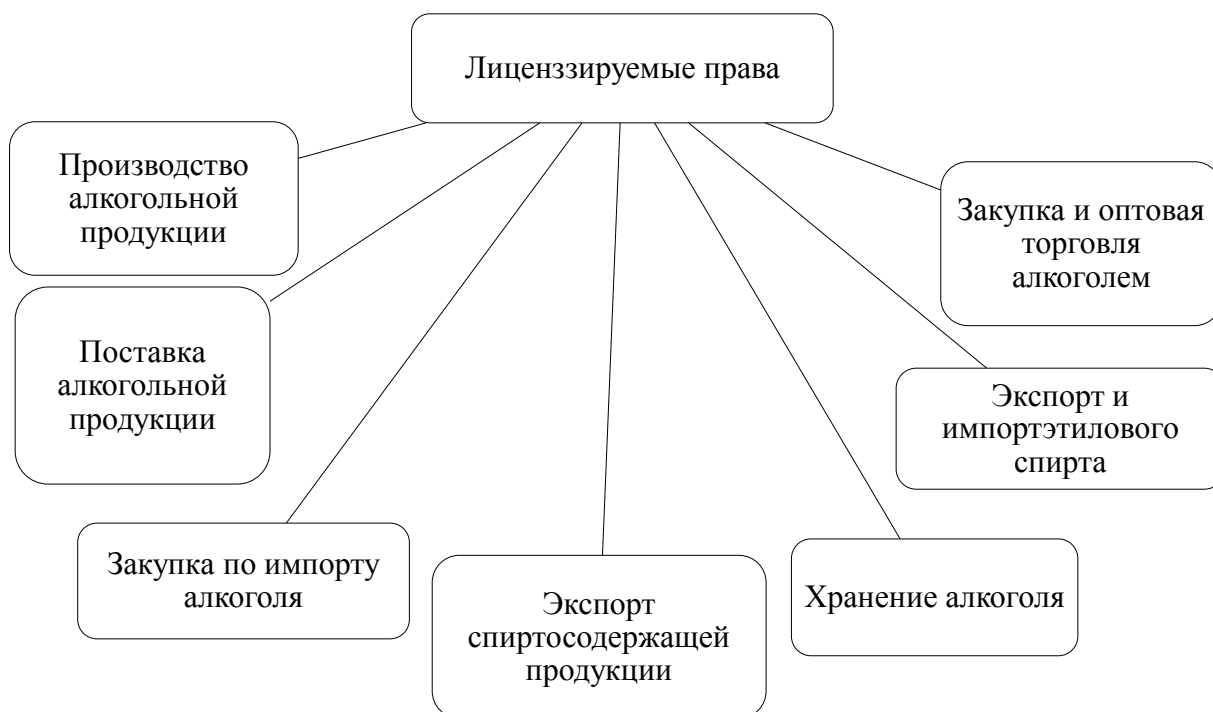 Лиценззируемые права
Производство
алкогольной
продукции
Закупка и оптовая
торговля
алкоголем
Поставка
алкогольной
продукции
Экспорт и
импортэтилового
спирта
Закупка по импорту
алкоголя
Экспорт
спиртосодержащей
продукции
Хранение алкоголя